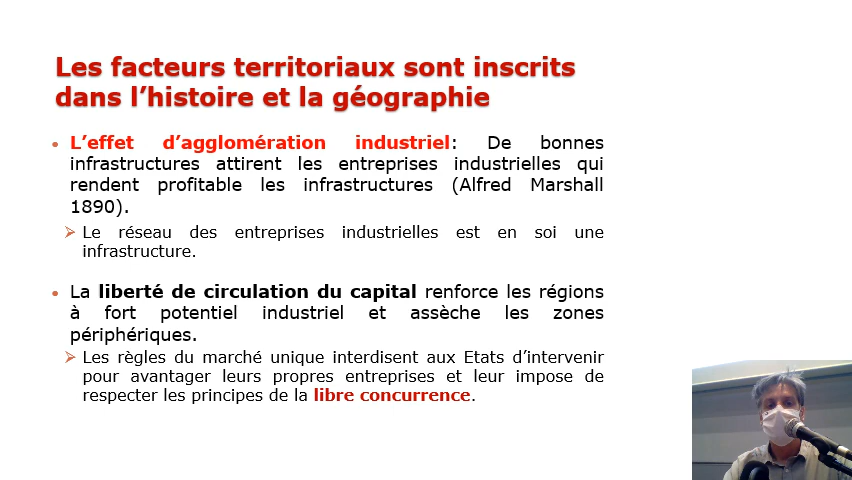 Les facteurs territoriaux sont inscrits
dans l’histoire et la géographie
• L’effet d’agglomération industriel: De bonnes
infrastructures attirent les entreprises industrielles qui
rendent profitable les infrastructures (Alfred Marshall
1890).
➢ Le réseau des entreprises industrielles est en soi une
infrastructure.
• La liberté de circulation du capital renforce les régions
à fort potentiel industriel et assèche les zones
périphériques.
➢ Les règles du marché unique interdisent aux Etats d’intervenir
pour avantager leurs propres entreprises et leur impose de
respecter les principes de la libre concurrence.